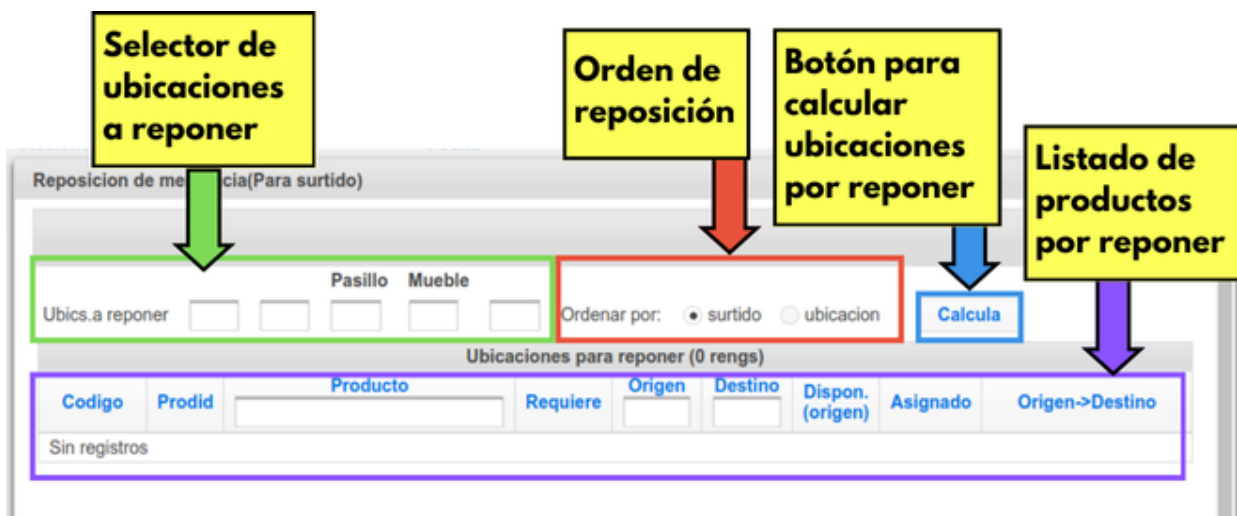 Selector de
ubicaciones
a reponer
Orden de
reposición
Botón para
calcular
ubicaciones
por reponer
Listado de
productos
por reponer
Reposicion de me cia(Para surtido)
Pasillo Mueble
Ubics.a reponer
Ordenar por: surtido ubicacion
Calcula
Ubicaciones para reponer (0 rengs)
Codigo Prodid Producto Requiere Origen Destino Dispon. Asignado Origen->Destino
(origen)
Sin registros